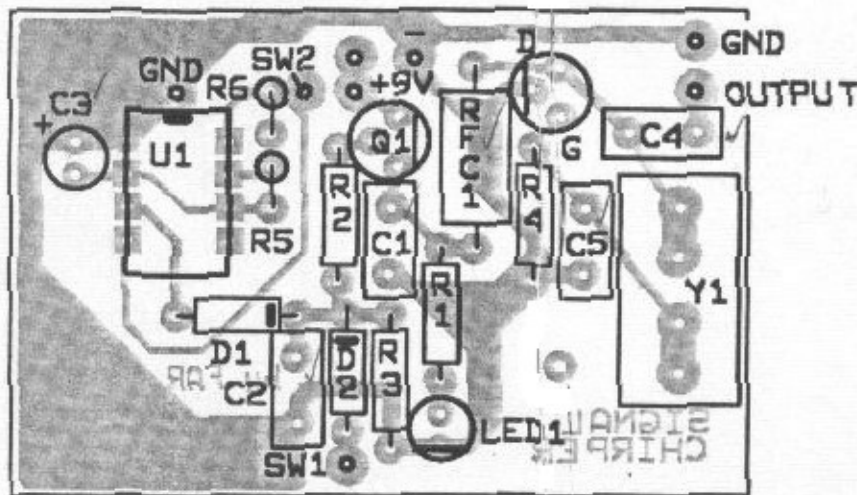 D
GND
SW2
GND
+9V
R6
OUTPUT
+C3
RFC1
Q1
C4
U1
G
R2
R4
R5
C1
C5
R1
Y1
D1
C2
D2
R3
SIGNAL
CHIRPER
LED1
SW1